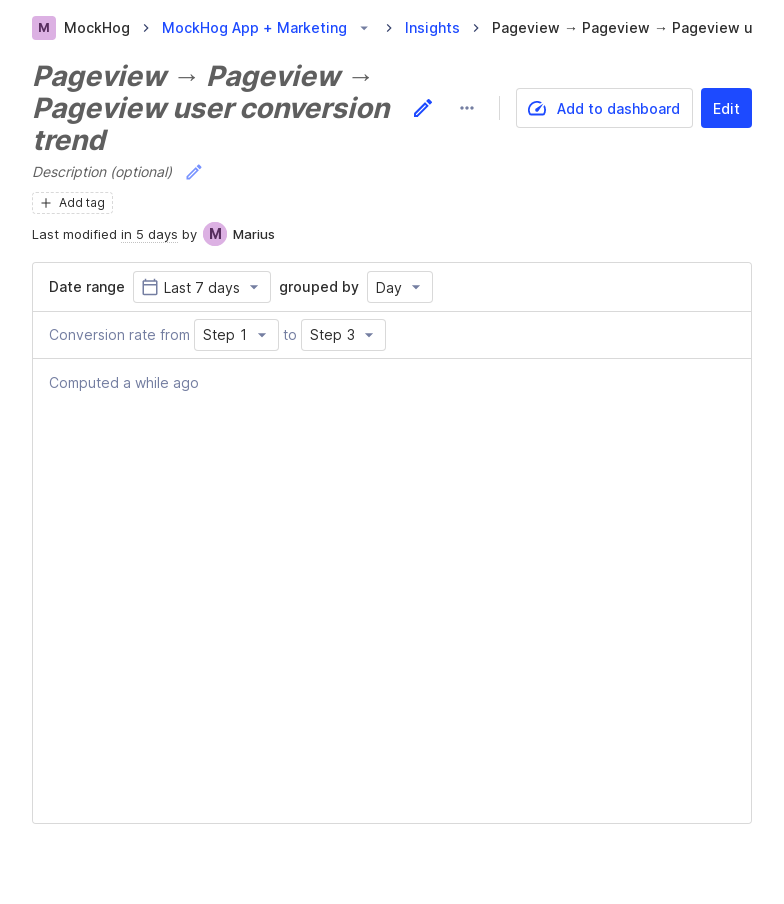 M MockHog > MockHog App + Marketing > Insights > Pageview → Pageview → Pageview u
Pageview → Pageview →
Pageview user conversion
trend
Add to dashboard
Edit
Description (optional)
+ Add tag
Last modified in 5 days by M Marius
Date range Last 7 days grouped by Day
Conversion rate from Step 1 to Step 3
Computed a while ago